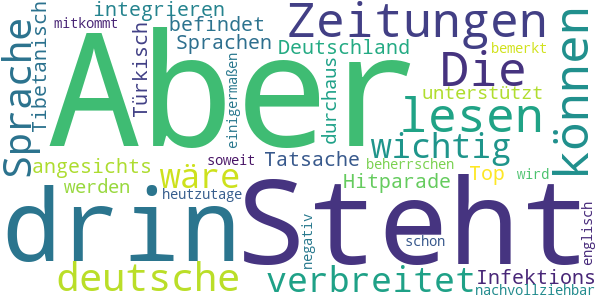 integrieren
Zeitungen
mitkommt
befindet
Sprachen
Deutschland
bemerkt
Aber
Die
Sprache
Tibetanisch
Türkisch
einigermaßen
durchaus
lesen
unterstützt
können
wichtig
angesichts
soweit
Tatsache
beherrschen
werden
wäre
Hitparade
Top
wird
heutzutage
drin
Steht
negativ
schon
englisch
deutsche
verbreitet
Infektions
nachvollziehbar